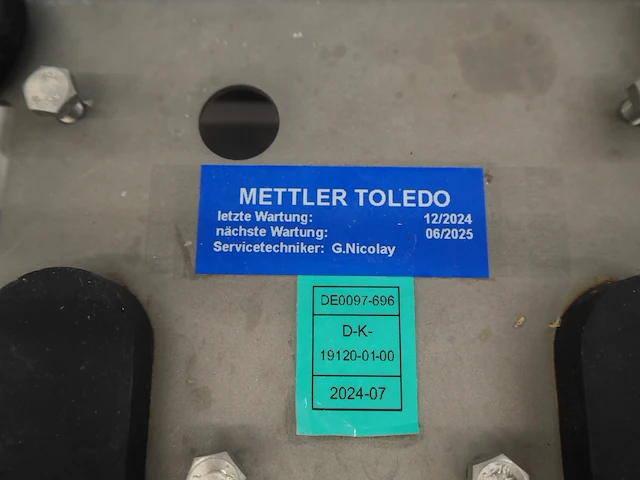 METTLER TOLEDO
letzte Wartung: 12/2024
nächste Wartung: 06/2025
Servicetechniker: G.Nicolay
DE0097-696
D-K-
19120-01-00
2024-07